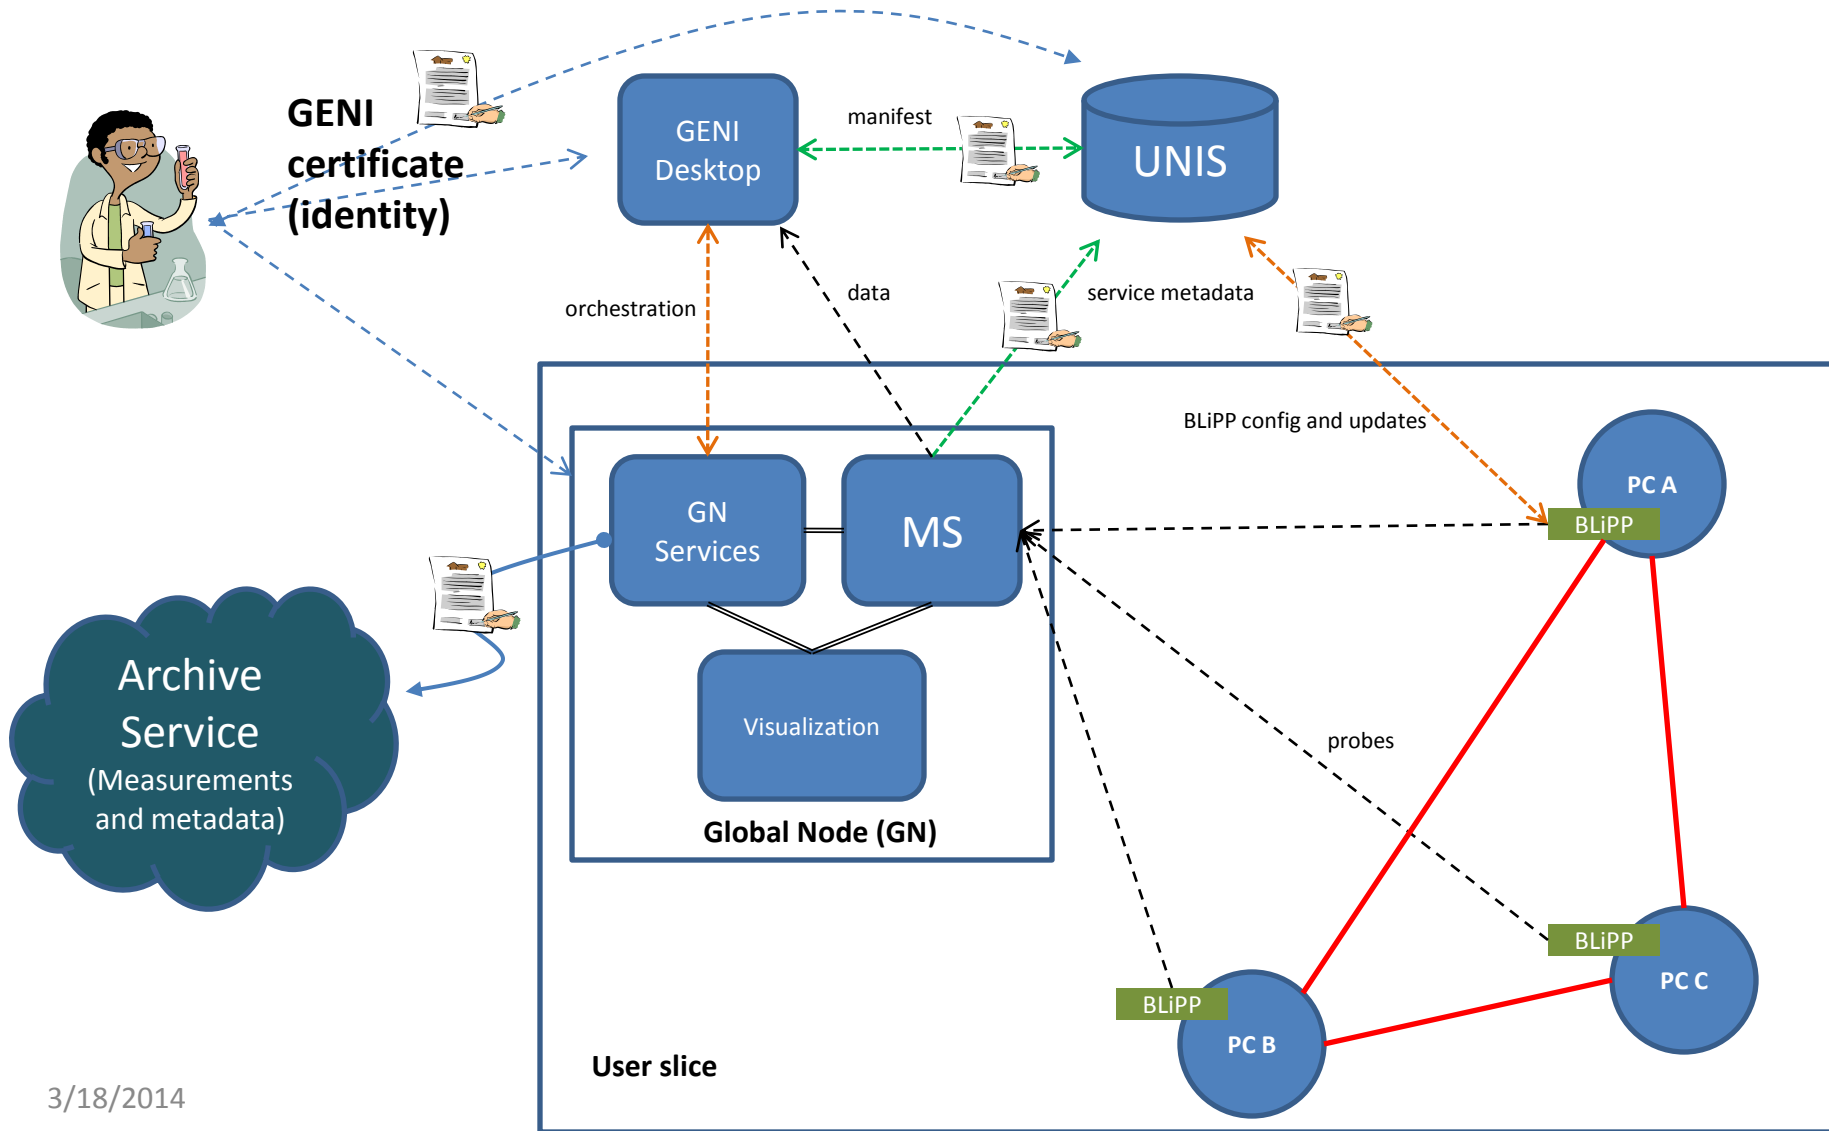 GENI
certificate
(identity)
GENI
Desktop
manifest
UNIS
orchestration
data
service metadata
BLiPP config and updates
GN
Services
MS
PC A
BLiPP
Archive
Service
(Measurements
and metadata)
Visualization
probes
Global Node (GN)
BLiPP
PC C
BLiPP
PC B
User slice
3/18/2014